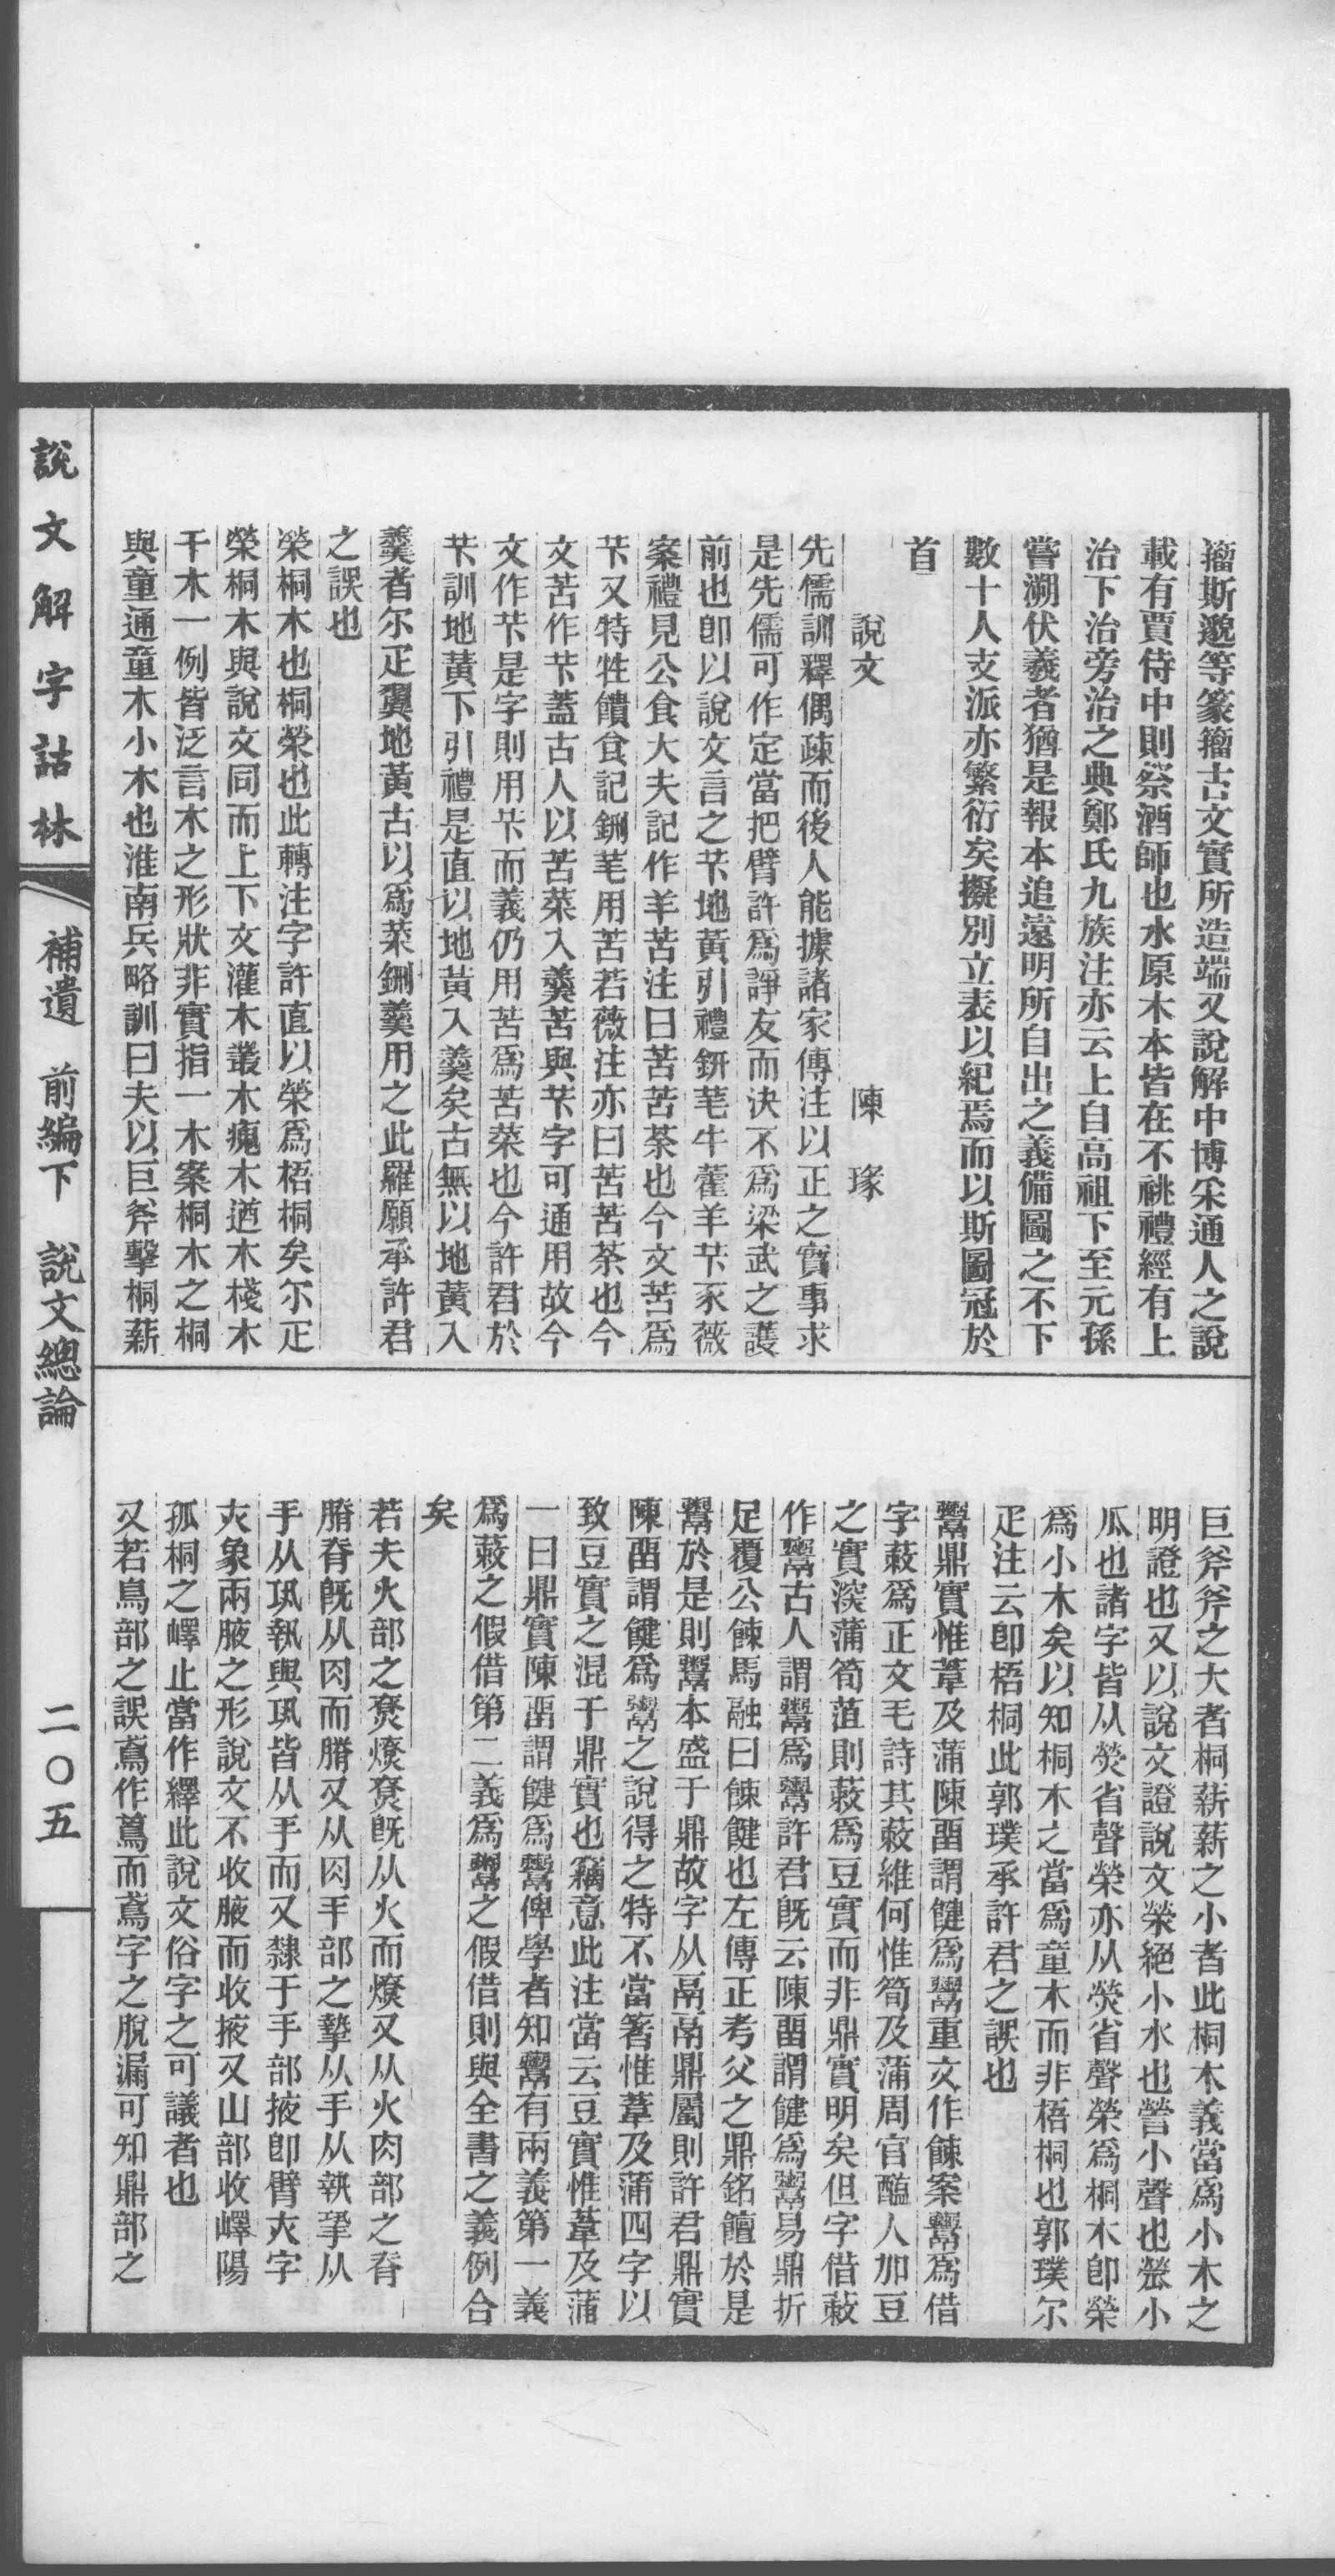 籀斯邈等篆籀古文實所造端又說解中博采通人之說
載有賈侍中則祭酒師也水原木本皆在不祧禮經有上
治下治旁治之典鄭氏九族注亦云上自高祖下至元孫
嘗溯伏羲者猶是報本追遠明所自出之義備圖之不下
數十人支派亦繁衍矣擬別立表以紀焉而以斯圖冠於
首
說文 陳瑑
先儒訓釋偶疎而後人能據諸家傳注以正之實事求
是先儒可作定當把臂許爲諍友而決不爲梁武之護
前也卽以說文言之芐地黃引禮鈃芼牛藿羊芐豕薇
案禮見公食大夫記作羊苦注曰苦苦荼也今文苦爲
芐又特牲饋食記鉶芼用苦若薇注亦曰苦苦荼也今
文苦作芐蓋古人以苦菜入羹苦與芐字可通用故今
文作芐是字則用芐而義仍用苦爲苦菜也今許君於
芐訓地黃下引禮是直以地黃入羹矣古無以地黃入
羹者尔疋翼地黃古以爲菜鉶羹用之此羅願承許君
之誤也
榮桐木也桐榮也此轉注字許直以榮爲梧桐矣尔疋
榮桐木與說文同而上下文灌木叢木瘣木遒木棧木
干木一例皆泛言木之形狀非實指一木案桐木之桐
與童通童木小木也淮南兵略訓曰夫以巨斧擊桐薪
巨斧斧之大者桐薪薪之小者此桐木義當爲小木之
明證也又以說文證說文滎絕小水也營小聲也𤬐小
瓜也諸字皆从熒省聲榮亦从熒省聲榮爲桐木卽榮
爲小木矣以知桐木之當爲童木而非梧桐也郭璞尔
疋注云卽梧桐此郭璞承許君之誤也
鬻鼎實惟葦及蒲陳畱謂䭈爲鬻重文作餗案鬻爲借
字蔌爲正文毛詩其蔌維何惟筍及蒲周官醢人加豆
之實深蒲筍菹則蔌爲豆實而非鼎實明矣但字借蔌
作鬻古人謂鬻爲鬻許君旣云陳畱謂䭈爲鬻易鼎折
足覆公餗馬融曰餗䭈也左傳正考父之鼎銘饘於是
鬻於是則鬻本盛于鼎故字从鬲鬲鼎屬則許君鼎實
陳畱謂䭈爲鬻之說得之特不當箸惟葦及蒲四字以
致豆實之混于鼎實也竊意此注當云豆實惟葦及蒲
一曰鼎實陳畱謂䭈爲鬻俾學者知鬻有兩義第一義
爲蔌之假借第二義爲鬻之假借則與全書之義例合
矣
若夫火部之尞燎尞旣从火而燎又从火肉部之脊
膌脊旣从肉而膌又从肉手部之摯从手从執挚从
手从丮執與丮皆从手而又隸于手部掖卽臂亦字
亦象兩腋之形說文不收腋而收掖又山部收嶧陽
孤桐之嶧止當作繹此說文俗字之可議者也
又若鳥部之誤鳶作蔦而鳶字之脫漏可知鼎部之
說文解字詁林 補遺 前編下 說文總論 二〇五